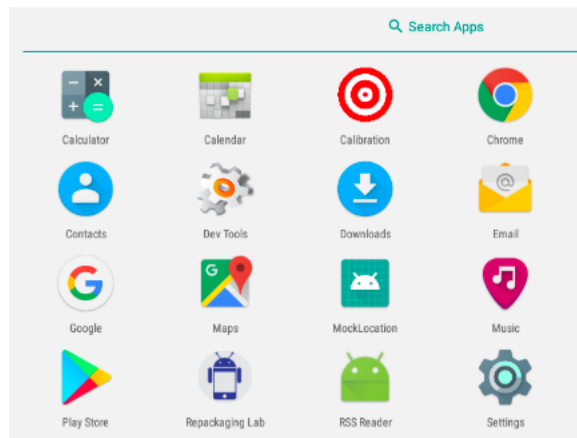 Search Apps
Calculator
Calendar
Calibration
Chrome
Contacts
Dev Tools
Downloads
@
Email
G
G
Google
Maps
MockLocation
Music
Play Store
Repackaging Lab
RSS Reader
Settings